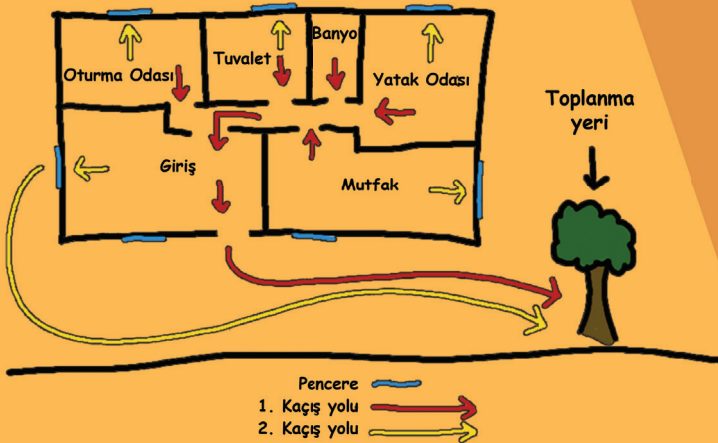 Banyo
Tuvalet
Oturma Odası
Yatak Odası
Toplanma
yeri
Giriş
Mutfak
Pencere
1. Kaçış yolu
2. Kaçış yolu